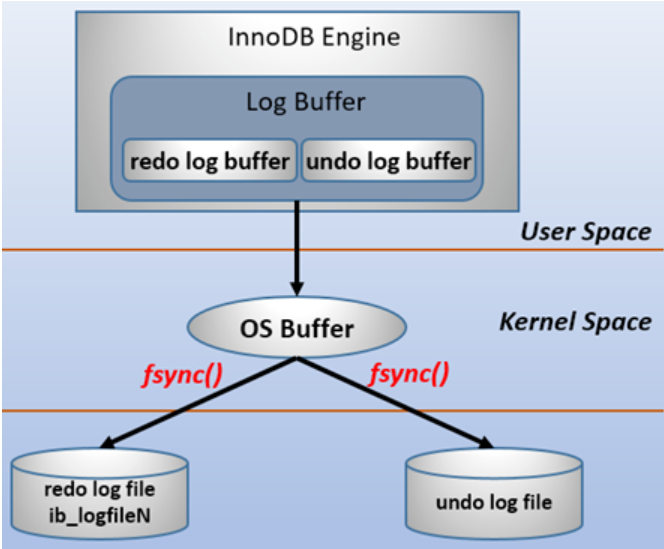 InnoDB Engine
Log Buffer
redo log buffer
undo log buffer
User Space
OS Buffer
Kernel Space
fsync()
fsync()
redo log file
ib_logfileN
undo log file